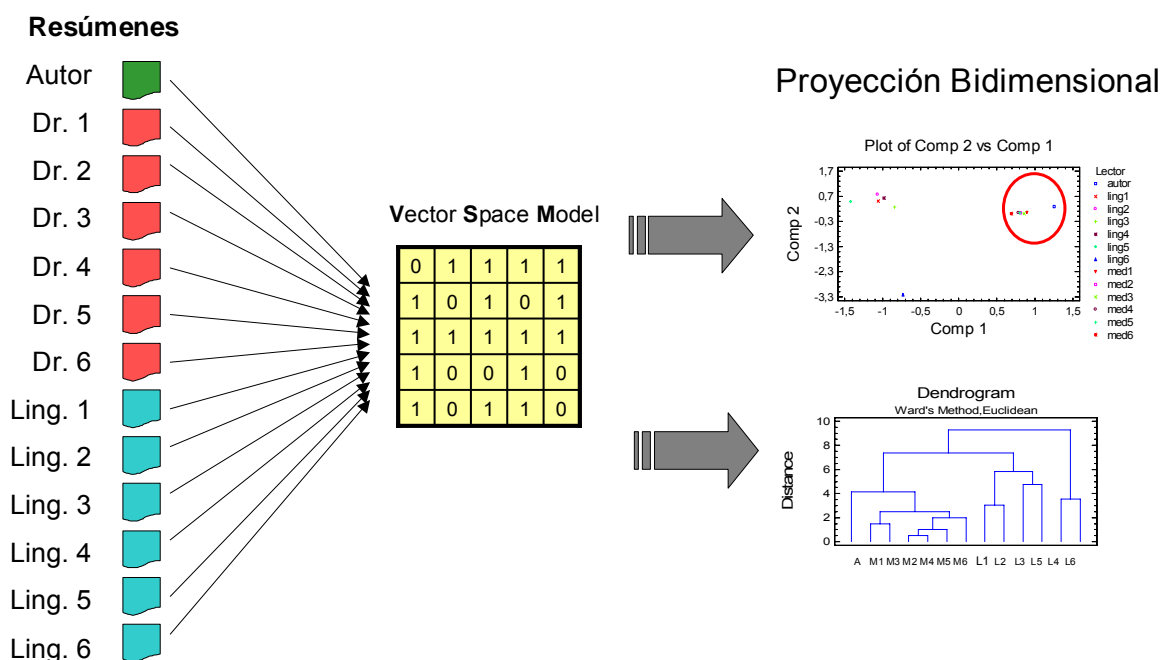 Resúmenes
Autor
Dr. 1
Dr. 2
Dr. 3
Dr. 4
Dr. 5
Dr. 6
Ling. 1
Ling. 2
Ling. 3
Ling. 4
Ling. 5
Ling. 6
Vector Space Model
0 1 1 1 1
1 0 1 0 1
1 1 1 1 1
1 0 0 1 0
1 0 1 1 0
Proyección Bidimensional
Plot of Comp 2 vs Comp 1
Comp 2
1,7
0,7
-0,3
-1,3
-2,3
-3,3
-1,5 -1 -0,5 0 0,5 1 1,5
Comp 1
Lector
autor
ling1
ling2
ling3
ling4
ling5
ling6
med1
med2
med3
med4
med5
med6
Dendrogram
Ward's Method,Euclidean
Distance
10
8
6
4
2
0
A M1 M3 M2 M4 M5 M6 L1 L2 L3 L5 L4 L6